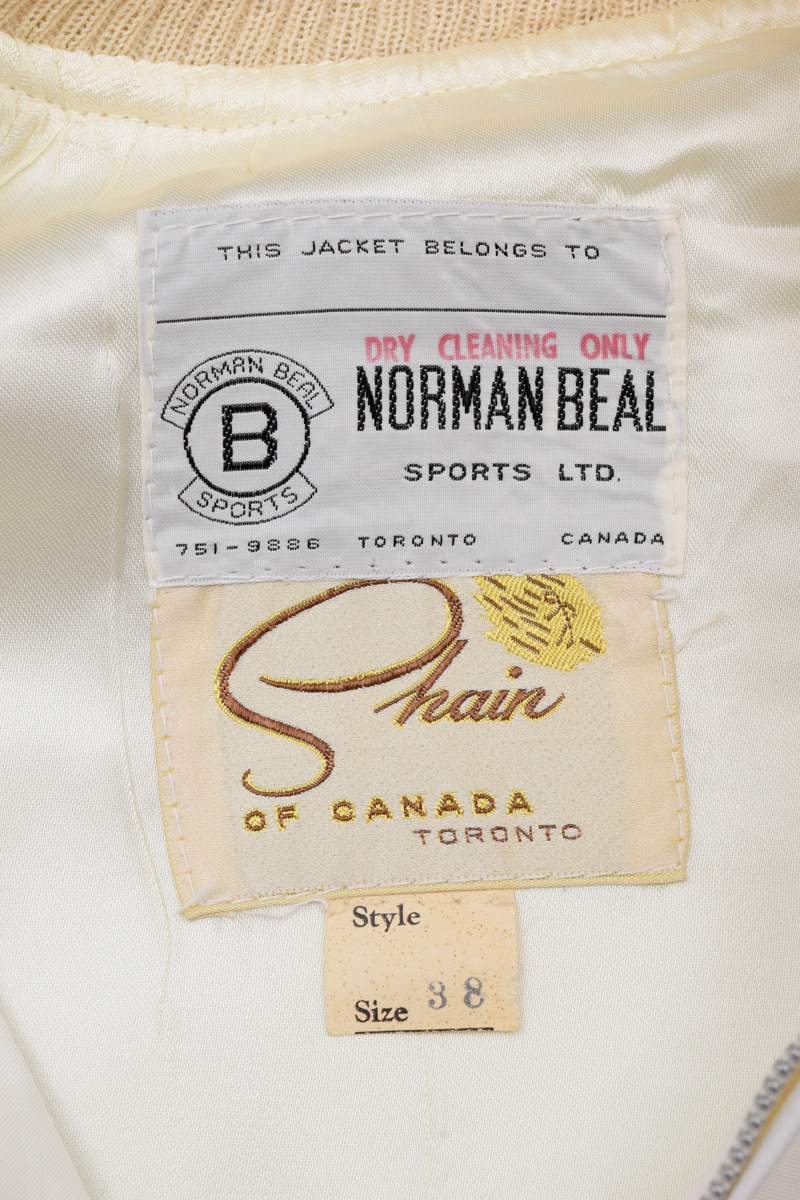 THIS JACKET BELONGS TO
DRY CLEANING ONLY
NORMAN BEAL
SPORTS LTD.
NORMAN BEAL
B
SPORTS
751-9886 TORONTO CANADA
Shain
OF CANADA
TORONTO
Style
Size 38